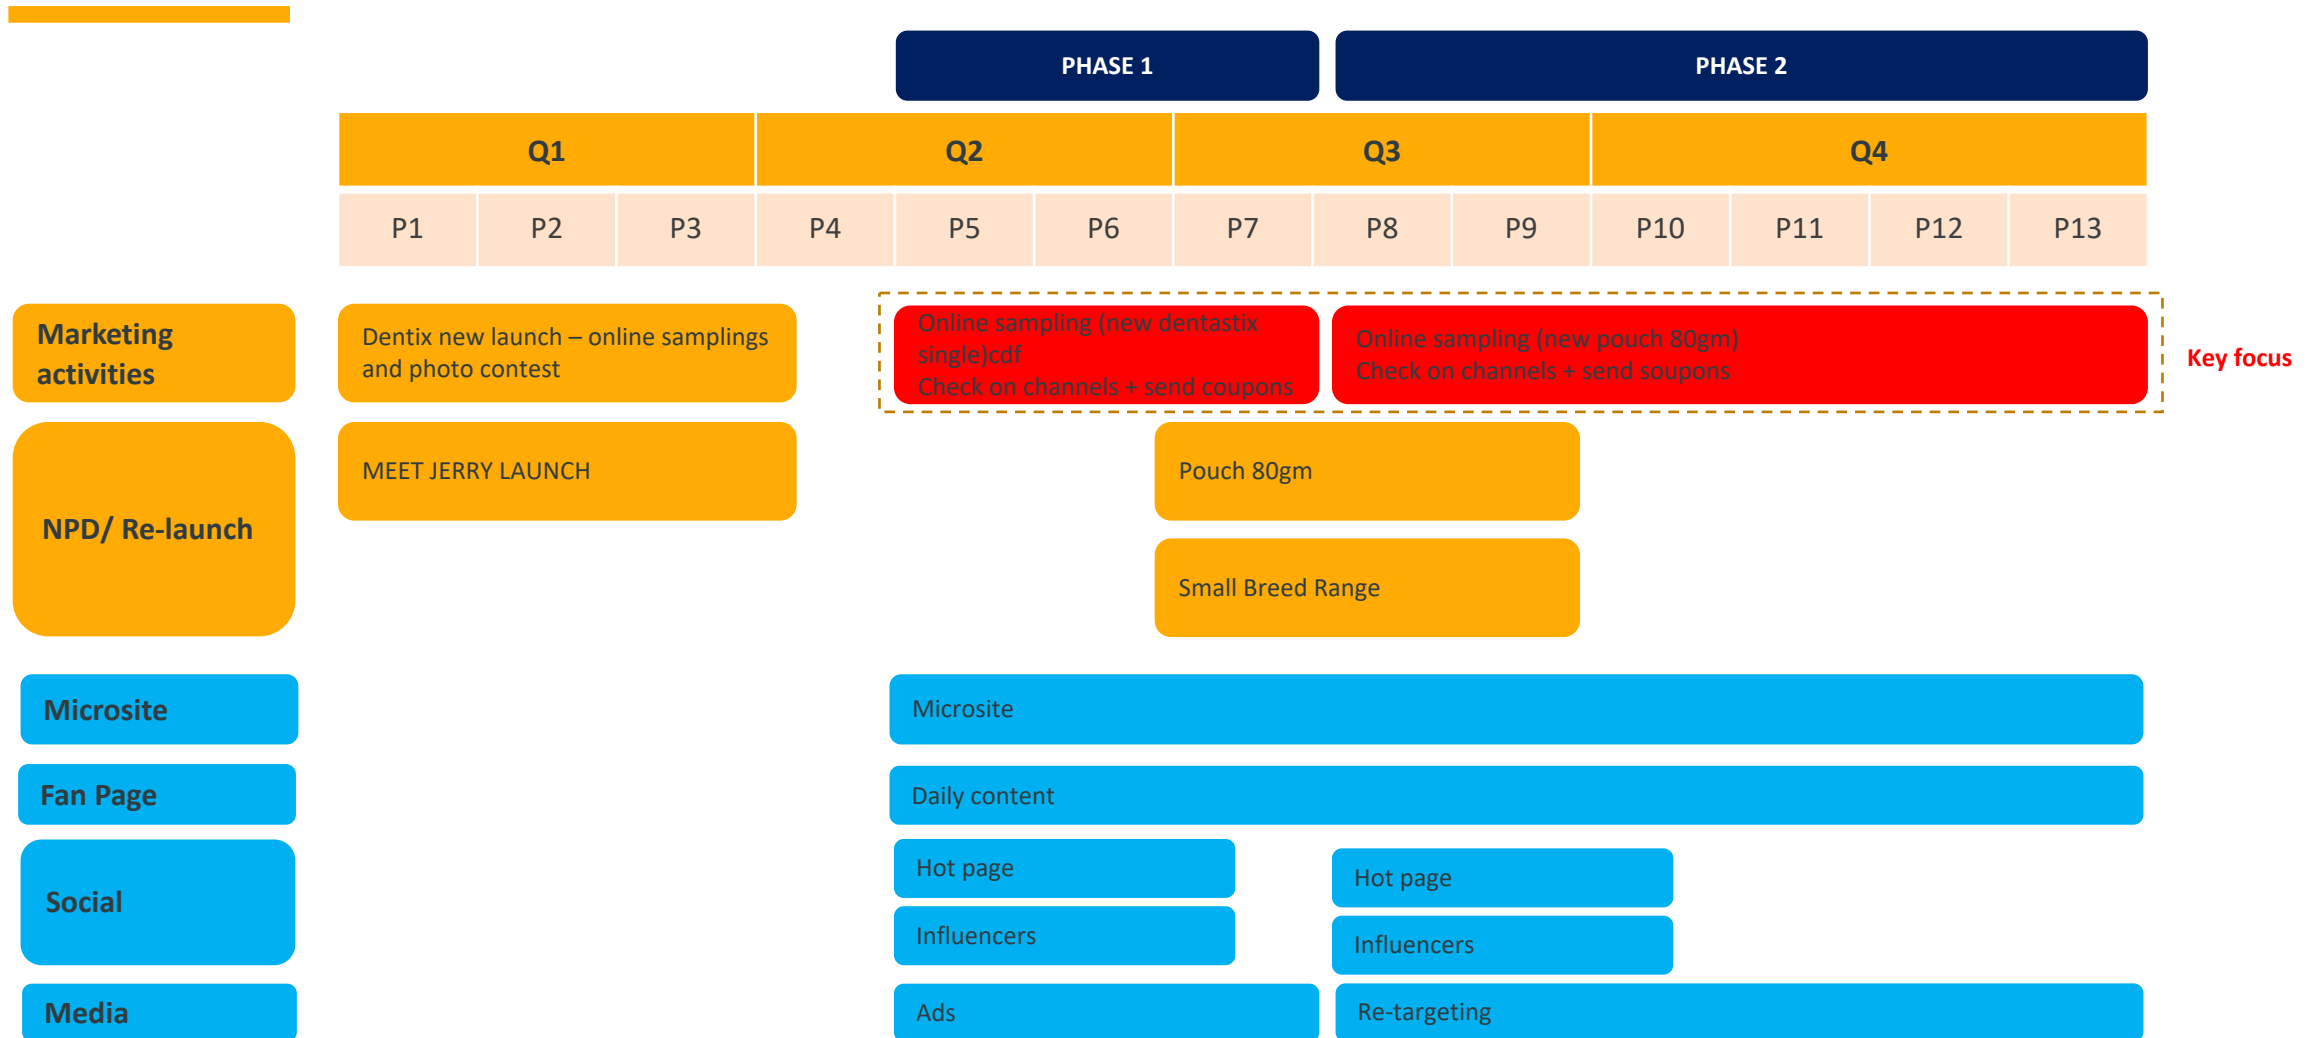 PHASE 1
PHASE 2
Q1
Q2
Q3
Q4
P1
P2
P3
P4
P5
P6
P7
P8
P9
P10
P11
P12
P13
Marketing
activities
Dentix new launch – online samplings
and photo contest
Online sampling (new dentastix
single)cdf
Check on channels + send coupons
Online sampling (new pouch 80gm)
Check on channels + send soupons
Key focus
NPD/ Re-launch
MEET JERRY LAUNCH
Pouch 80gm
Small Breed Range
Microsite
Microsite
Fan Page
Daily content
Social
Hot page
Hot page
Influencers
Influencers
Media
Ads
Re-targeting